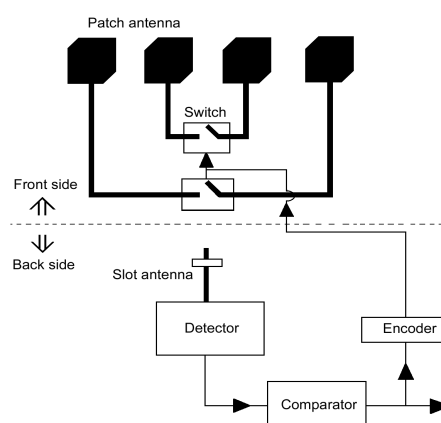 Patch antenna
Switch
Front side
Back side
Slot antenna
Detector
Encoder
Comparator